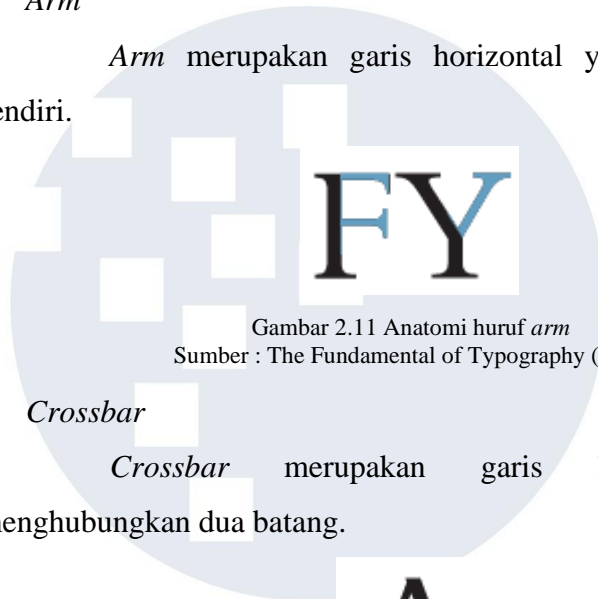 Arm
Arm merupakan garis horizontal
endiri.
FY
Gambar 2.11 Anatomi huruf arm
Sumber : The Fundamental of Typography (
Crossbar
Crossbar merupakan garis
menghubungkan dua batang.
A